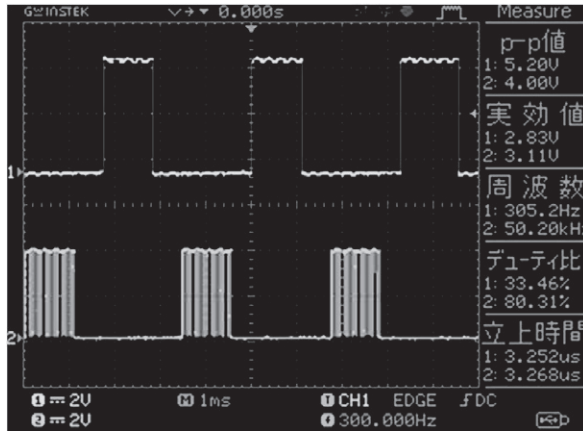 GWINSTEK 0.000s Measure
p-p値
1: 5.20V
2: 4.00V
実効値
1: 2.83V
2: 3.11V
周波数
1: 305.2Hz
2: 50.20kHz
デューティ比
1: 33.46%
2: 80.31%
立上時間
1: 3.252us
2: 3.268us
1
2
1 2V M 1ms T CH1 EDGE DC
2 2V F 300.000Hz